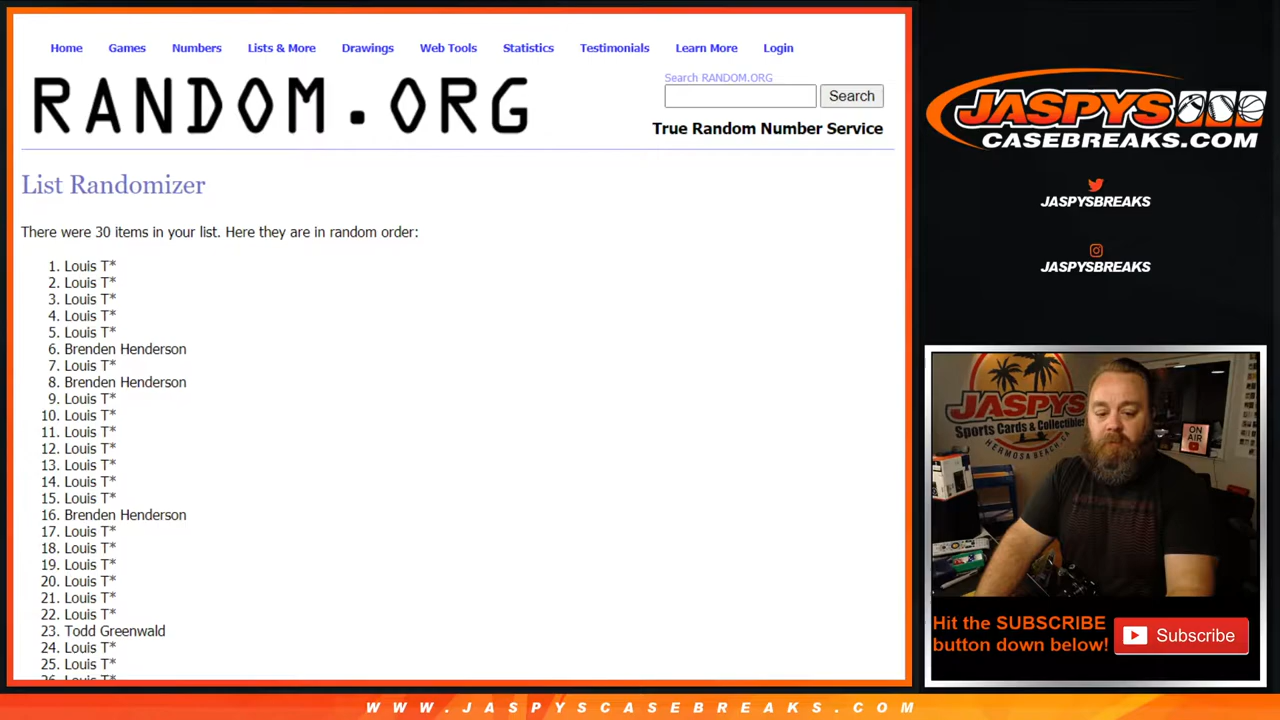 Home Games Numbers Lists & More Drawings Web Tools Statistics Testimonials Learn More Login
RANDOM.ORG
Search RANDOM.ORG
Search
True Random Number Service
List Randomizer
There were 30 items in your list. Here they are in random order:
1. Louis T*
2. Louis T*
3. Louis T*
4. Louis T*
5. Louis T*
6. Brenden Henderson
7. Louis T*
8. Brenden Henderson
9. Louis T*
10. Louis T*
11. Louis T*
12. Louis T*
13. Louis T*
14. Louis T*
15. Louis T*
16. Brenden Henderson
17. Louis T*
18. Louis T*
19. Louis T*
20. Louis T*
21. Louis T*
22. Louis T*
23. Todd Greenwald
24. Louis T*
25. Louis T*
26. Louis T*
JASPYS
CASEBREAKS.COM
JASPYSBREAKS
JASPYSBREAKS
JASPYS
Sports Cards & Collectibles
HERMOSA BEACH, CA
ON
AIR
Hit the SUBSCRIBE
button down below!
Subscribe
WWW.JASPYSCASEBREAKS.COM